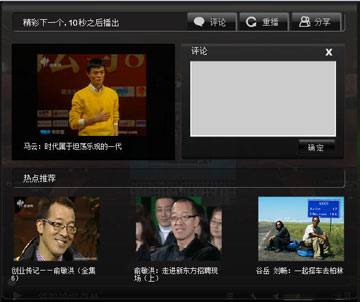 精彩下一个,10秒之后播出
评论
重播
分享
评论
X
确定
马云：时代属于坦荡乐观的一代
热点推荐
创业传记－－俞敏洪（全集
6）
俞敏洪：走进新东方招聘现
场（上）
谷岳 刘畅：一起搭车去柏林